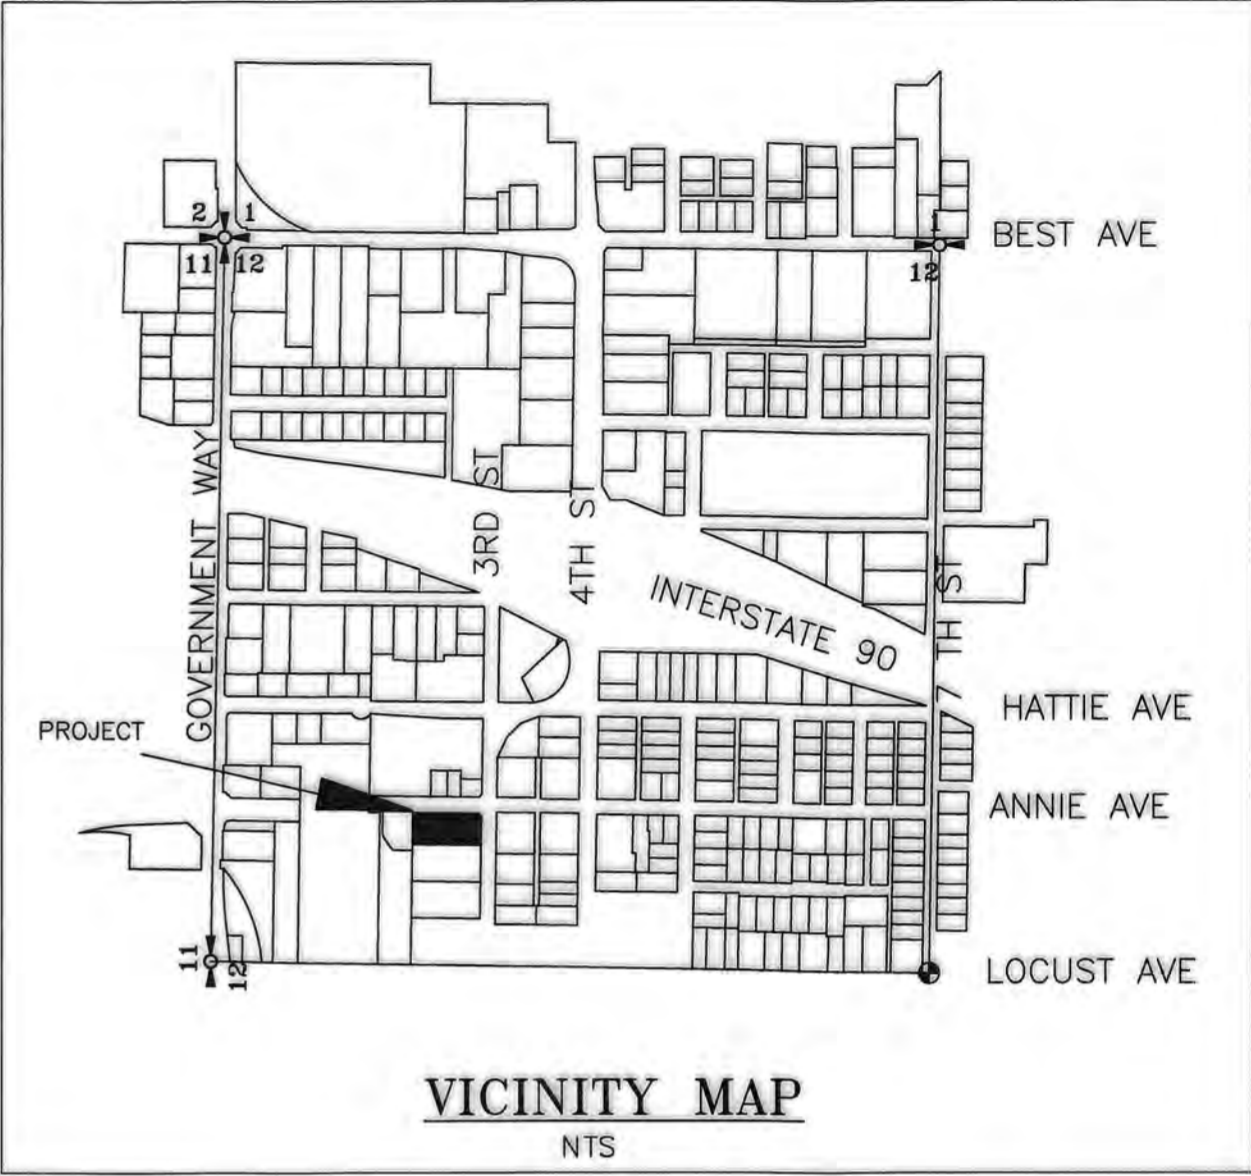 2 1
11 12
1
12
BEST AVE
GOVERNMENT WAY
3RD ST
4TH ST
INTERSTATE 90
7 TH ST
HATTIE AVE
PROJECT
ANNIE AVE
11
12
LOCUST AVE
VICINITY MAP
NTS